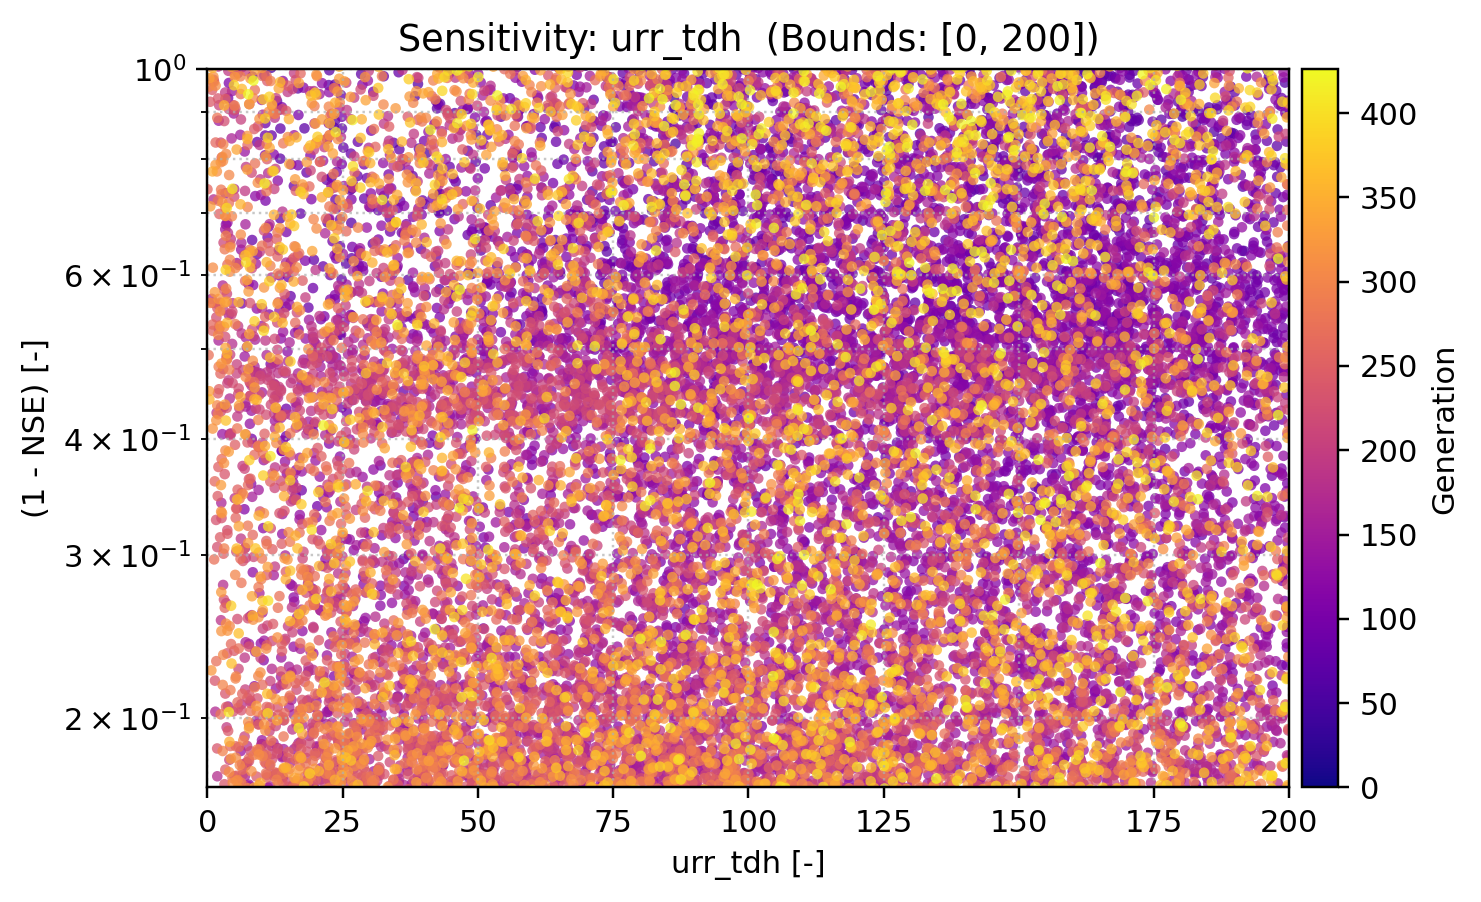 Sensitivity: urr_tdh  (Bounds: [0, 200])
10⁰
6 × 10⁻¹
4 × 10⁻¹
3 × 10⁻¹
2 × 10⁻¹
(1 - NSE) [-]
0 25 50 75 100 125 150 175 200
urr_tdh [-]
400
350
300
250
200
150
100
50
0
Generation